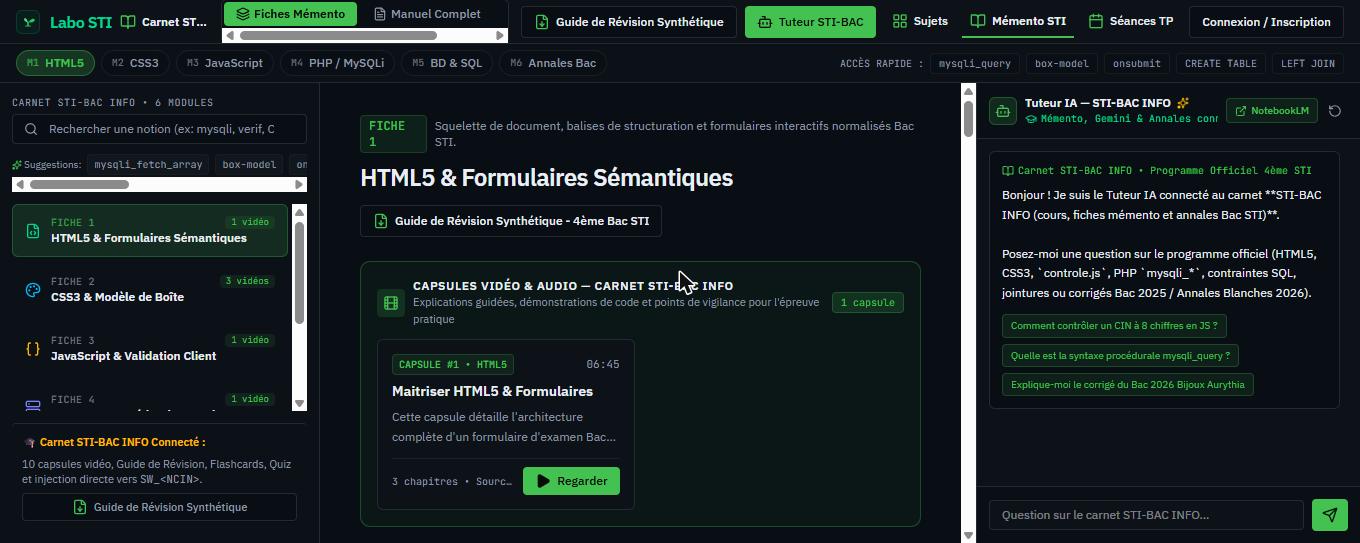 Labo STI
Carnet ST...
Fiches Mémento
Manuel Complet
Guide de Révision Synthétique
Tuteur STI-BAC
Sujets
Mémento STI
Séances TP
Connexion / Inscription
M1 HTML5
M2 CSS3
M3 JavaScript
M4 PHP / MySQLi
M5 BD & SQL
M6 Annales Bac
ACCÈS RAPIDE :
mysqli_query
box-model
onsubmit
CREATE TABLE
LEFT JOIN
CARNET STI-BAC INFO • 6 MODULES
Rechercher une notion (ex: mysqli, verif, C
Suggestions:
mysqli_fetch_array
box-model
on
FICHE 1
1 vidéo
HTML5 & Formulaires Sémantiques
FICHE 2
3 vidéos
CSS3 & Modèle de Boîte
FICHE 3
1 vidéo
JavaScript & Validation Client
FICHE 4
1 vidéo
Carnet STI-BAC INFO Connecté :
10 capsules vidéo, Guide de Révision, Flashcards, Quiz
et injection directe vers SW_<NCIN>.
Guide de Révision Synthétique
FICHE
1
Squelette de document, balises de structuration et formulaires interactifs normalisés Bac
STI.
HTML5 & Formulaires Sémantiques
Guide de Révision Synthétique - 4ème Bac STI
CAPSULES VIDÉO & AUDIO — CARNET STI-BAC INFO
Explications guidées, démonstrations de code et points de vigilance pour l'épreuve
pratique
1 capsule
CAPSULE #1 • HTML5
06:45
Maitriser HTML5 & Formulaires
Cette capsule détaille l'architecture
complète d'un formulaire d'examen Bac...
3 chapitres • Sourc…
Regarder
Tuteur IA — STI-BAC INFO
Mémento, Gemini & Annales conn
NotebookLM
Carnet STI-BAC INFO • Programme Officiel 4ème STI
Bonjour ! Je suis le Tuteur IA connecté au carnet **STI-BAC
INFO (cours, fiches mémento et annales Bac STI)**.
Posez-moi une question sur le programme officiel (HTML5,
CSS3, `controle.js`, PHP `mysqli_*`, contraintes SQL,
jointures ou corrigés Bac 2025 / Annales Blanches 2026).
Comment contrôler un CIN à 8 chiffres en JS ?
Quelle est la syntaxe procédurale mysqli_query ?
Explique-moi le corrigé du Bac 2026 Bijoux Aurythia
Question sur le carnet STI-BAC INFO...